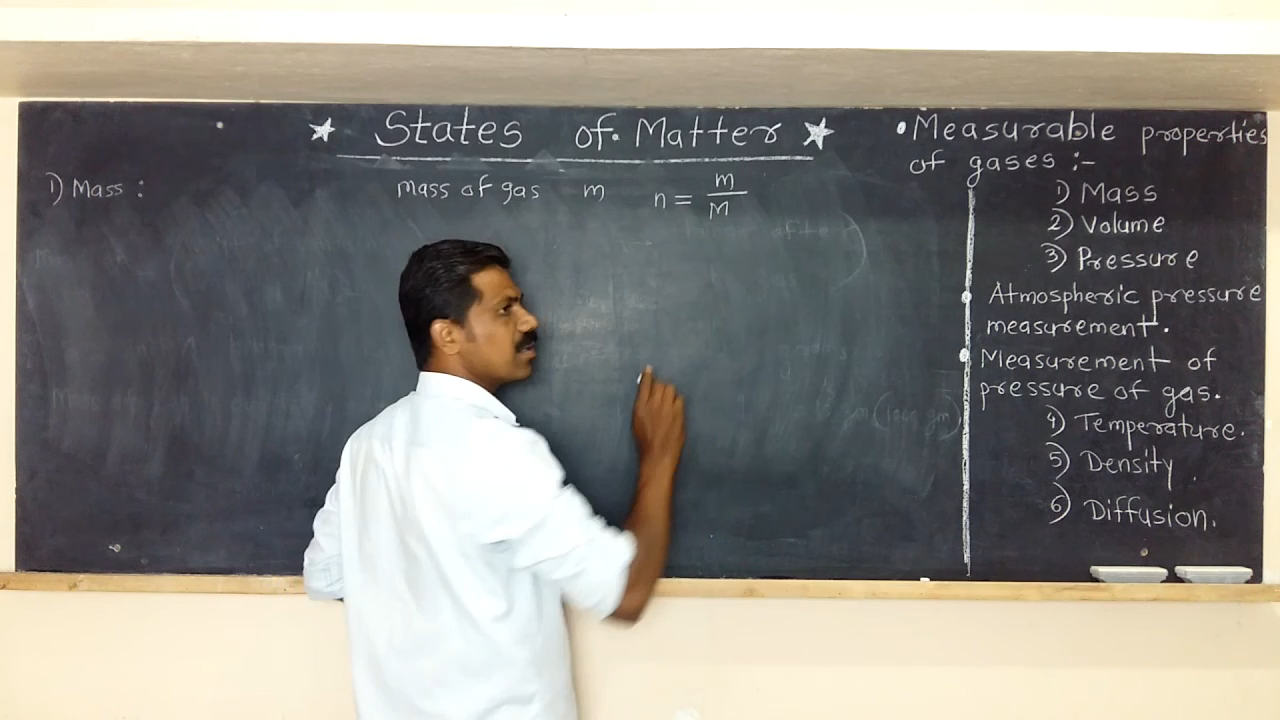 ★ States of Matter ★
1) Mass :
mass of gas m n = m/M
• Measurable properties
of gases :-
1) Mass
2) Volume
3) Pressure
• Atmospheric pressure
measurement.
• Measurement of
pressure of gas.
4) Temperature.
5) Density.
6) Diffusion.